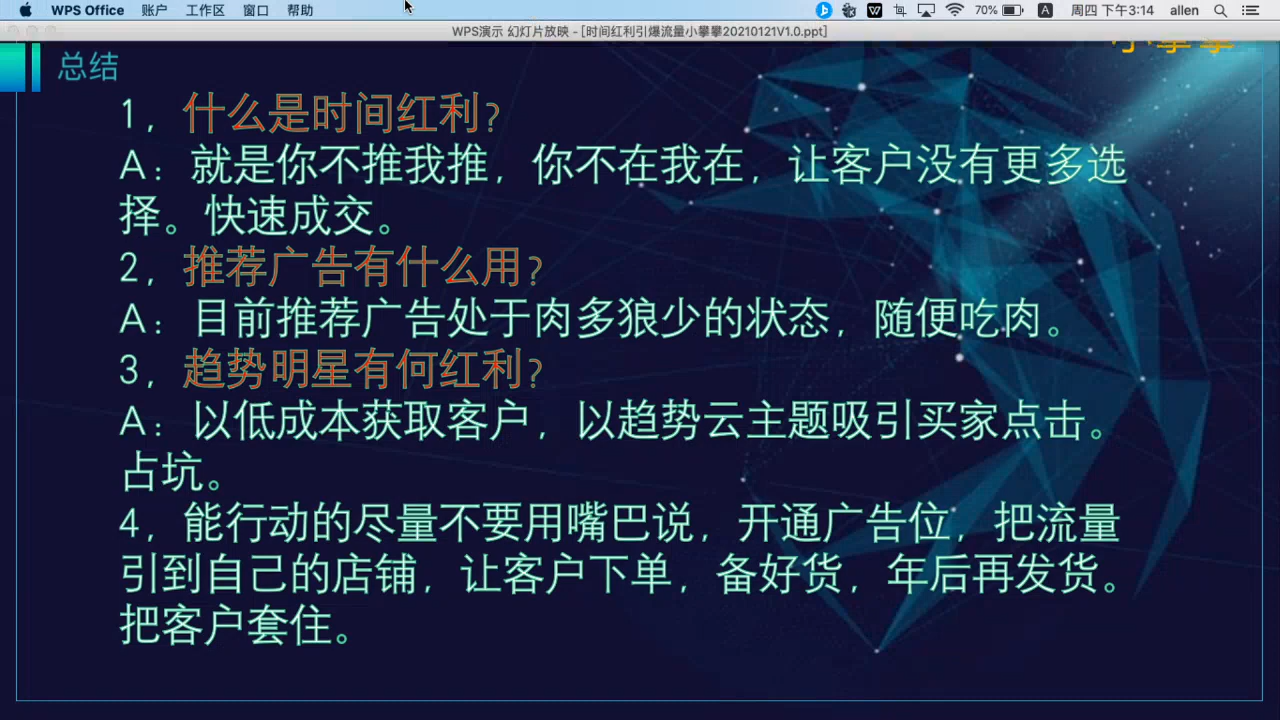 WPS Office 账户 工作区 窗口 帮助 70% A 周四 下午3:14 allen
WPS演示 幻灯片放映 - [时间红利引爆流量小攀攀20210121V1.0.ppt]
小攀攀
总结
1，什么是时间红利?
A：就是你不推我推，你不在我在，让客户没有更多选
择。快速成交。
2，推荐广告有什么用?
A：目前推荐广告处于肉多狼少的状态，随便吃肉。
3，趋势明星有何红利?
A：以低成本获取客户，以趋势云主题吸引买家点击。
占坑。
4，能行动的尽量不要用嘴巴说，开通广告位，把流量
引到自己的店铺，让客户下单，备好货，年后再发货。
把客户套住。